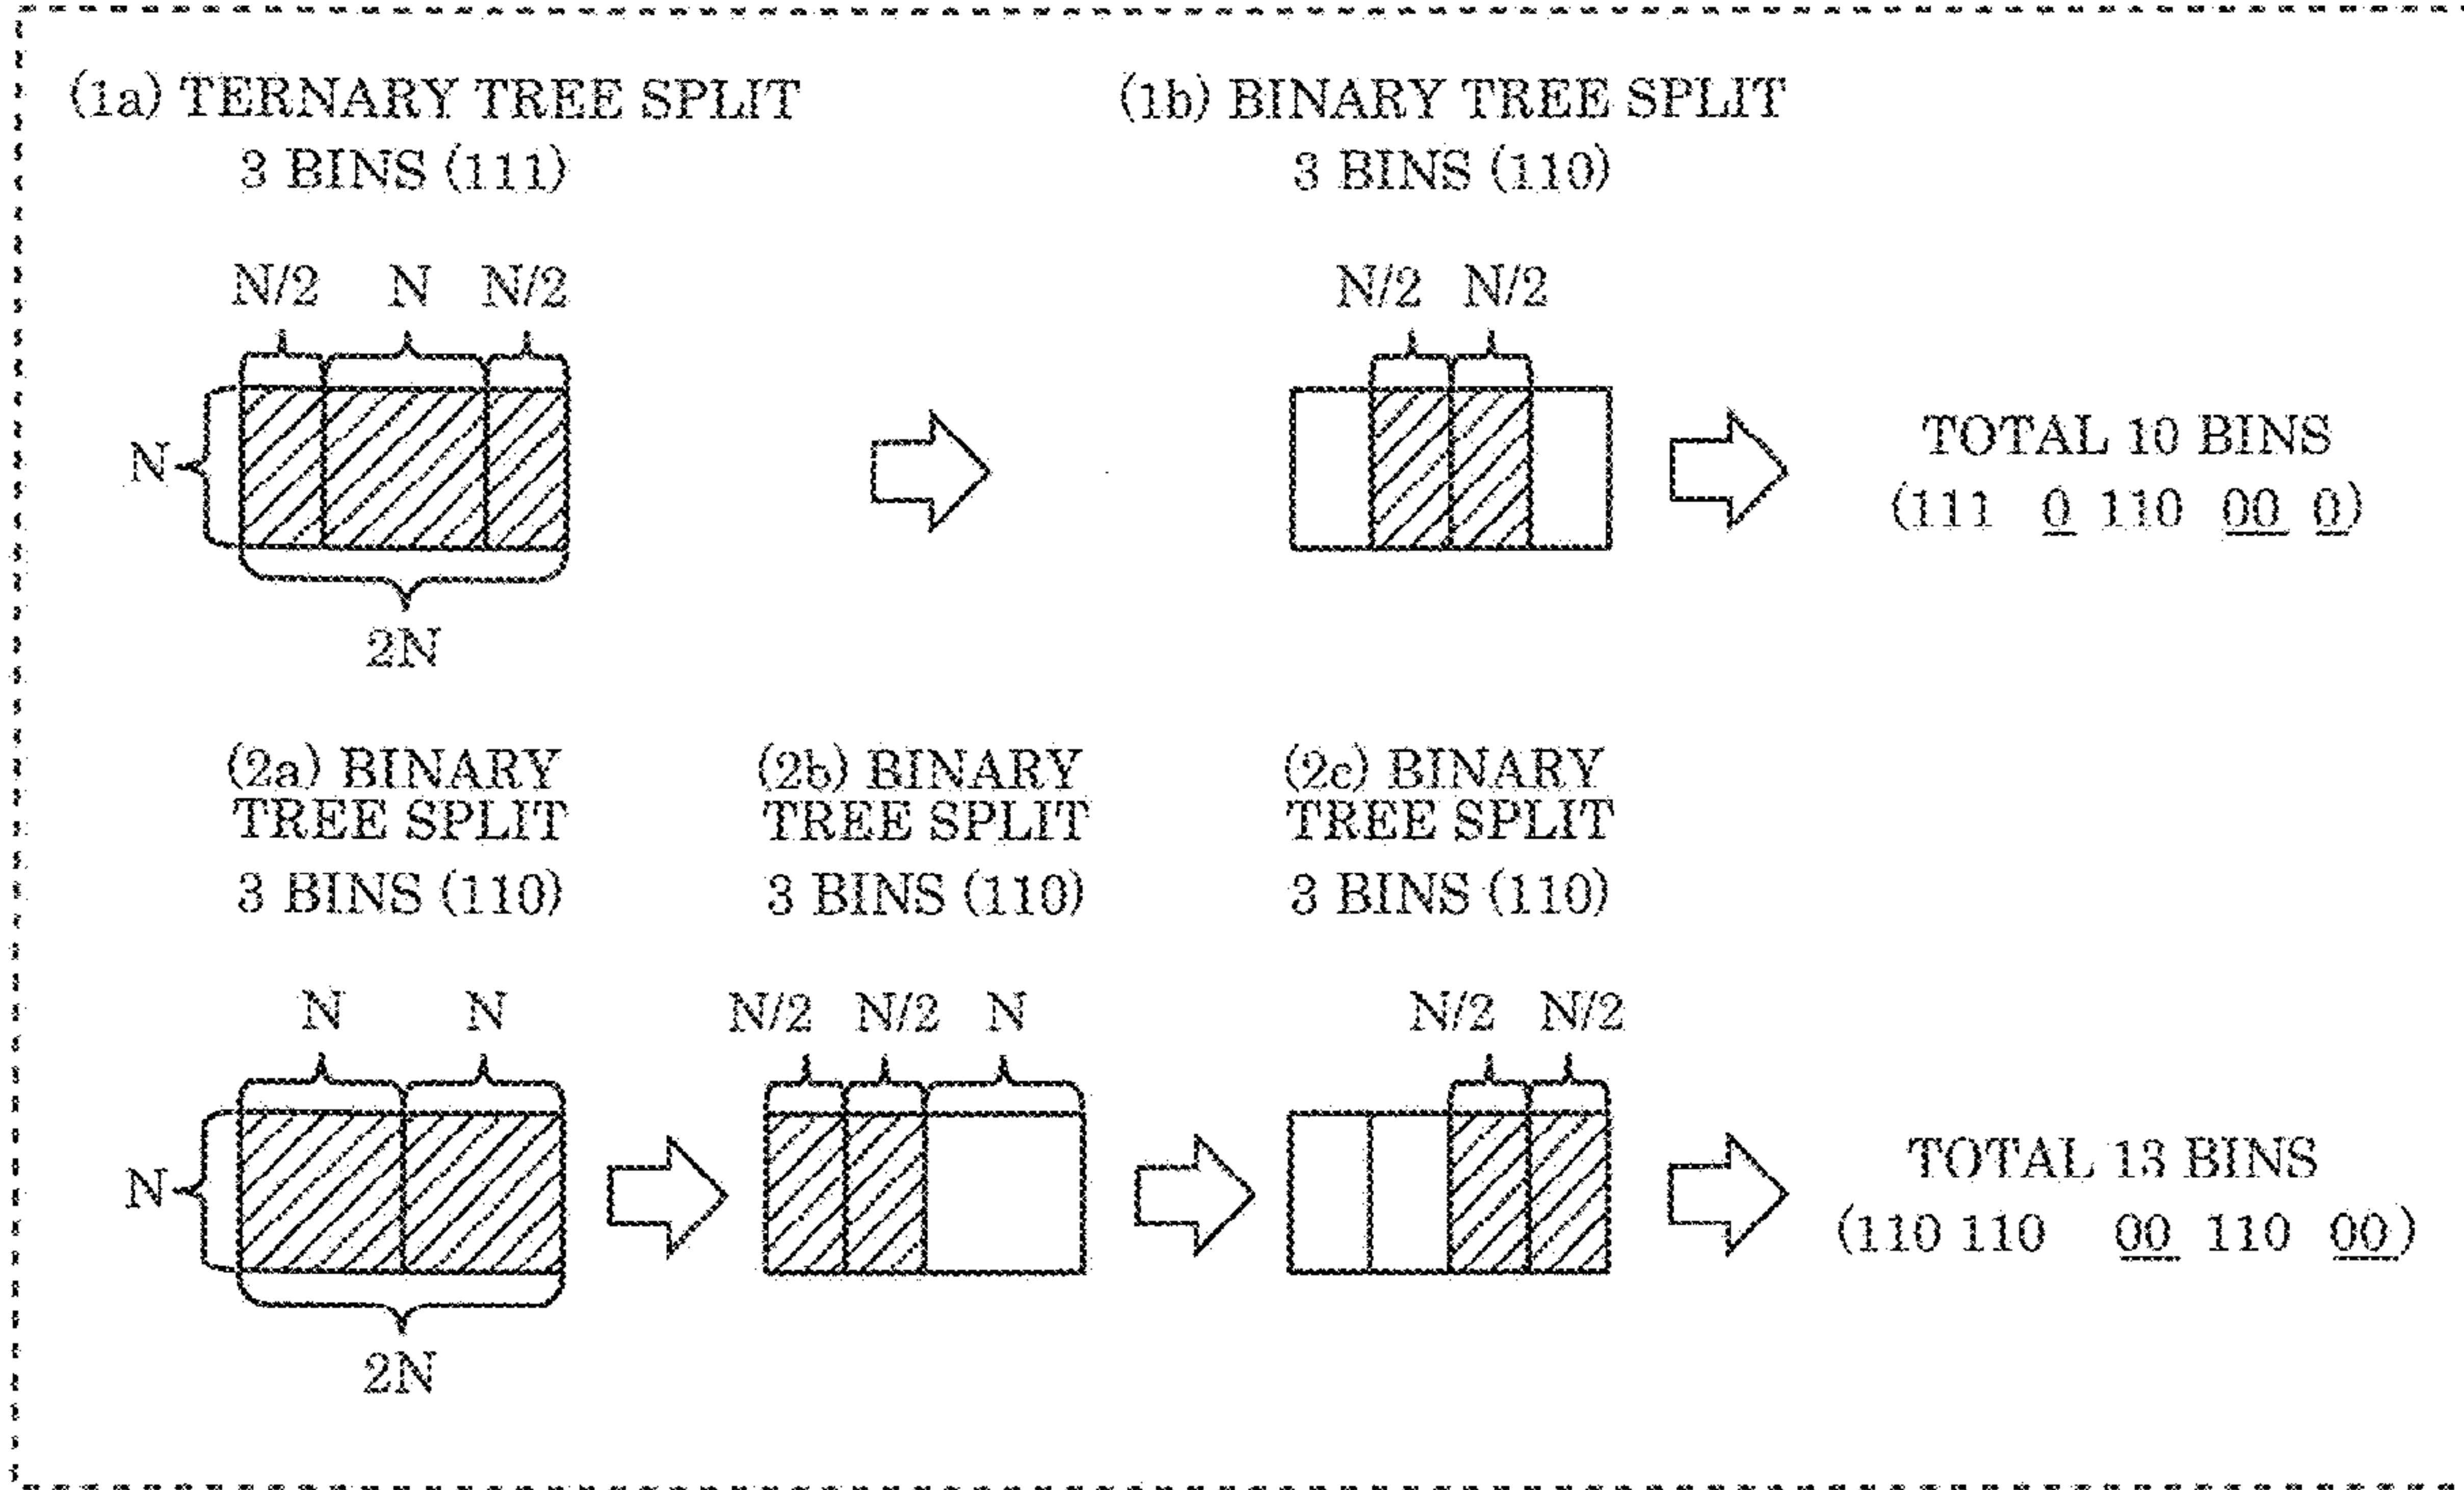 (1a) TERNARY TREE SPLIT
3 BINS (111)
N/2 N N/2
N
2N
(1b) BINARY TREE SPLIT
3 BINS (110)
N/2 N/2
TOTAL 10 BINS
(111 0 110 00 0)
(2a) BINARY
TREE SPLIT
3 BINS (110)
N N
N
2N
(2b) BINARY
TREE SPLIT
3 BINS (110)
N/2 N/2 N
(2c) BINARY
TREE SPLIT
3 BINS (110)
N/2 N/2
TOTAL 13 BINS
(110 110 00 110 00)